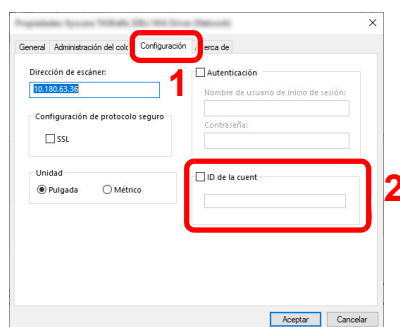 General Administración del colo Configuración cerca de
1
Dirección de escáner:
10.180.63.36
Configuración de protocolo seguro
SSL
Unidad
Pulgada Métrico
Autenticación
Nombre de usuario de inicio de sesión:
Contraseña:
ID de la cuent
2
Aceptar Cancelar